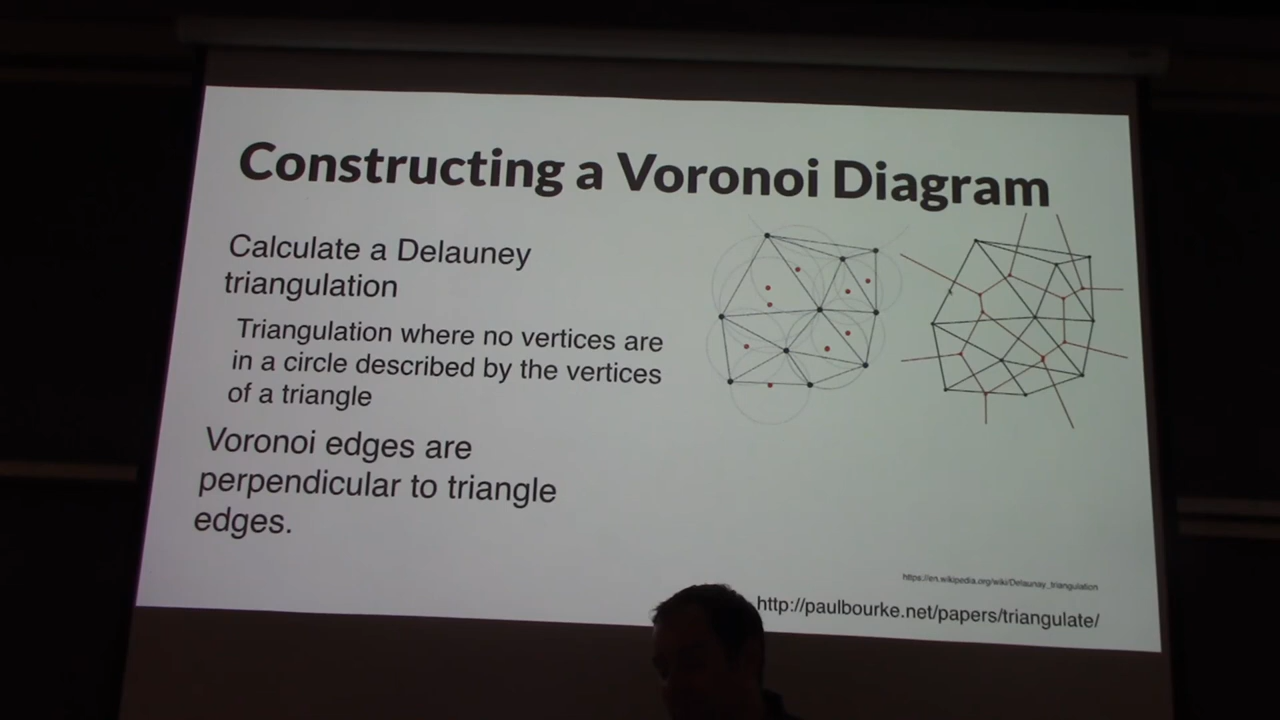 Constructing a Voronoi Diagram
Calculate a Delauney
triangulation
Triangulation where no vertices are
in a circle described by the vertices
of a triangle
Voronoi edges are
perpendicular to triangle
edges.
https://en.wikipedia.org/wiki/Delaunay_triangulation
http://paulbourke.net/papers/triangulate/